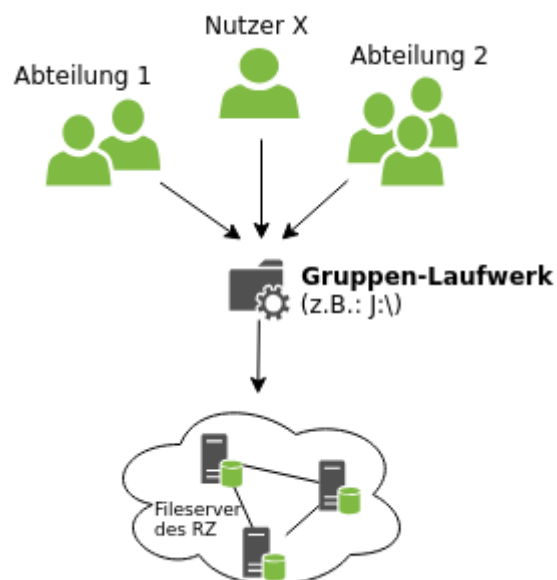 Nutzer X
Abteilung 1
Abteilung 2
Gruppen-Laufwerk
(z.B.: J:\)
Fileserver
des RZ